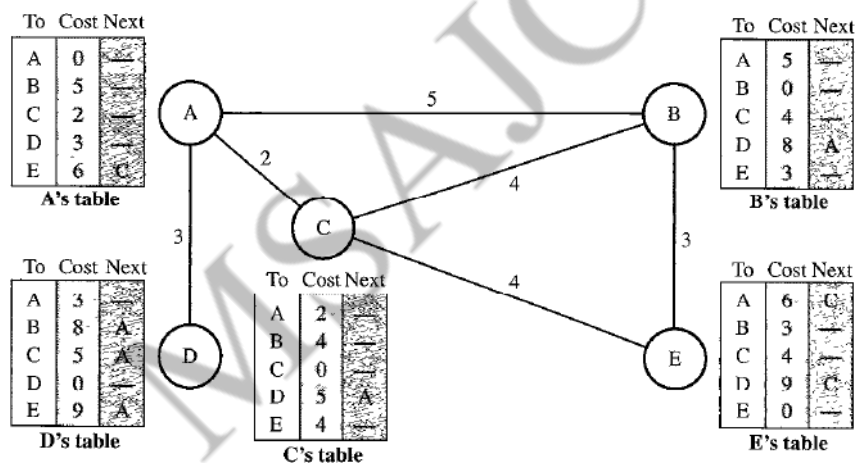 To Cost Next
A 0 —
B 5 —
C 2 —
D 3 —
E 6 C
A's table
To Cost Next
A 5 —
B 0 —
C 4 —
D 8 A
E 3 —
B's table
A
B
C
D
E
5
2
4
3
3
4
To Cost Next
A 3 —
B 8 A
C 5 A
D 0 —
E 9 A
D's table
To Cost Next
A 2 —
B 4 —
C 0 —
D 5 A
E 4 —
C's table
To Cost Next
A 6 C
B 3 —
C 4 —
D 9 C
E 0 —
E's table
MSAJC